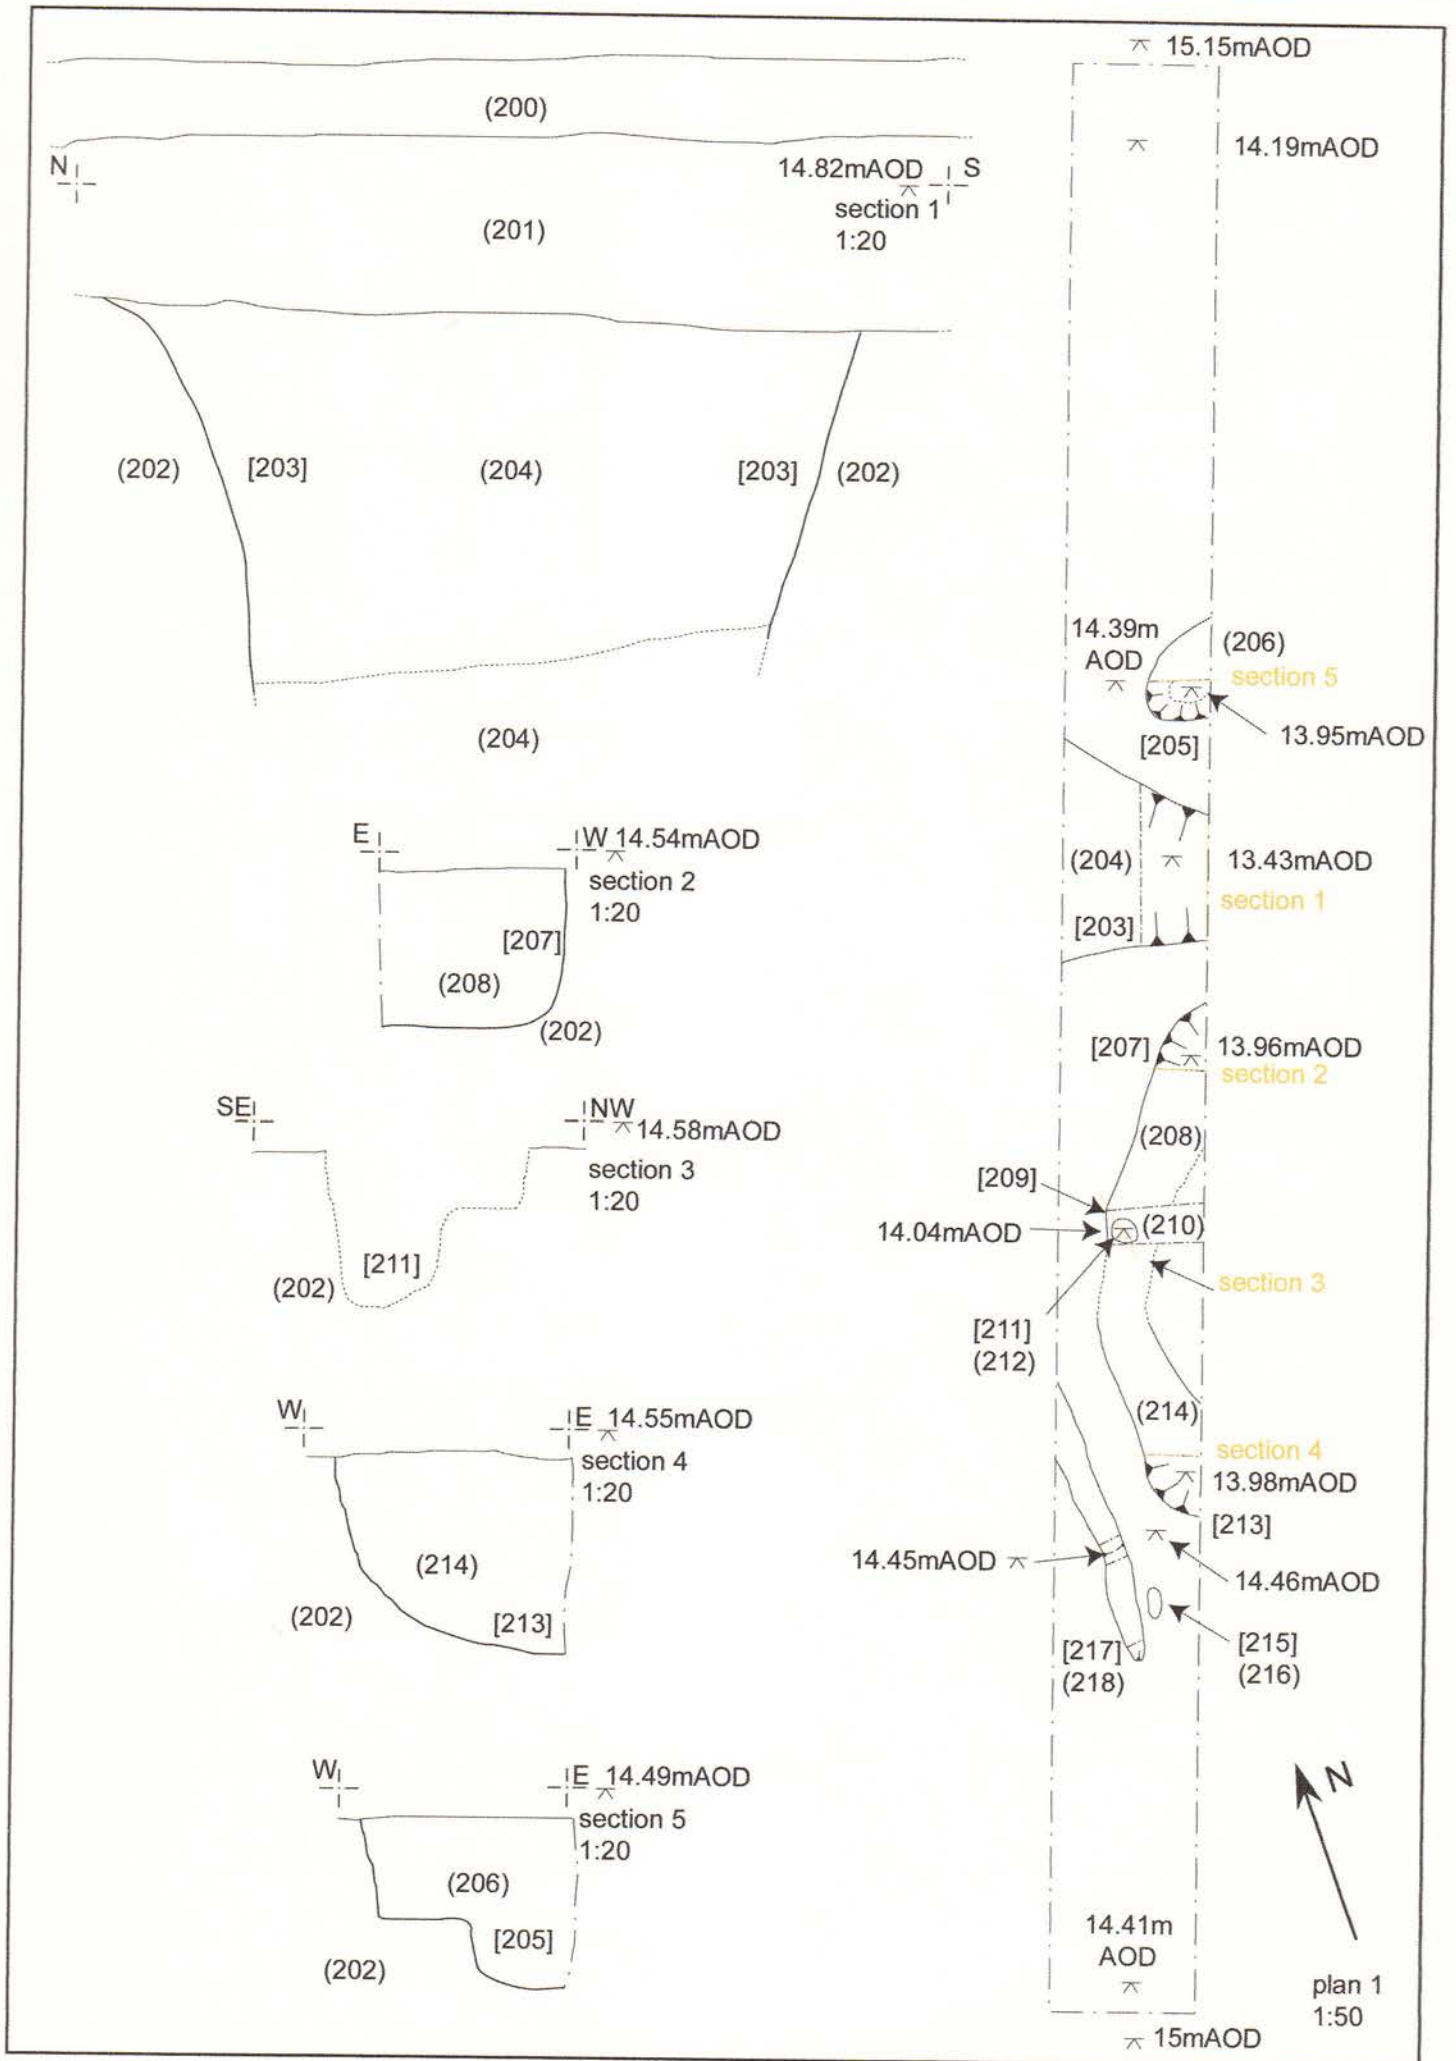 (200)
N
14.82mAOD
S
section 1
1:20
(201)
(202)
[203]
(204)
[203]
(202)
(204)
E
W 14.54mAOD
section 2
1:20
[207]
(208)
(202)
SE
NW
14.58mAOD
section 3
1:20
[211]
(202)
W
E 14.55mAOD
section 4
1:20
(214)
(202)
[213]
W
E 14.49mAOD
section 5
1:20
(206)
[205]
(202)
15.15mAOD
14.19mAOD
14.39m
AOD
(206)
section 5
13.95mAOD
[205]
(204)
13.43mAOD
section 1
[203]
[207]
13.96mAOD
section 2
(208)
[209]
14.04mAOD
(210)
section 3
[211]
(212)
(214)
section 4
13.98mAOD
[213]
14.45mAOD
14.46mAOD
[217]
(218)
[215]
(216)
N
14.41m
AOD
plan 1
1:50
15mAOD